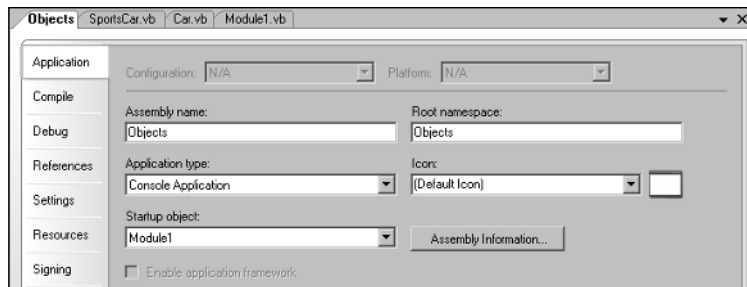 Objects SportsCar.vb Car.vb Module1.vb
Application
Configuration: N/A Platform: N/A
Compile
Assembly name: Root namespace:
Debug
Objects Objects
References
Application type: Icon:
Console Application (Default Icon)
Settings
Startup object:
Resources
Module1 Assembly Information...
Signing
Enable application framework